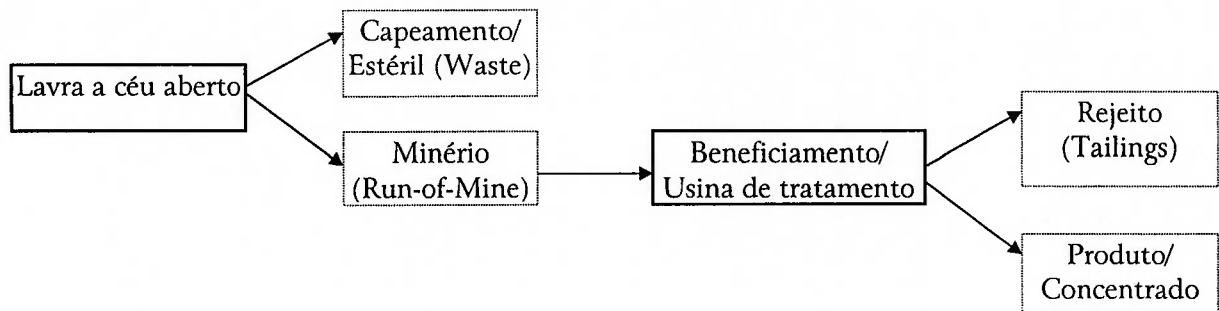 Lavra a céu aberto
Capeamento/
Estéril (Waste)
Minério
(Run-of-Mine)
Beneficiamento/
Usina de tratamento
Rejeito
(Tailings)
Produto/
Concentrado